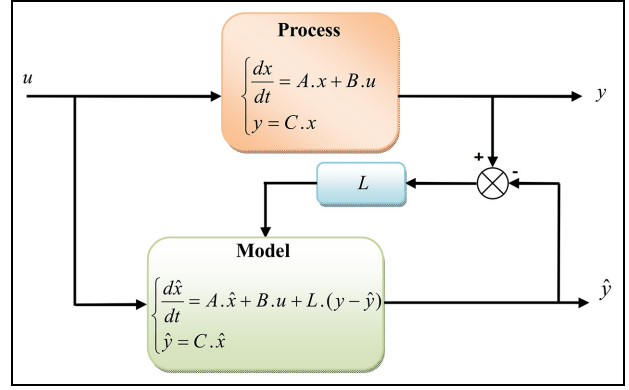 Process
u
dx/dt = A.x + B.u
y = C.x
y
+
-
L
Model
dx̂/dt = A.x̂ + B.u + L.(y − ŷ)
ŷ = C.x̂
ŷ